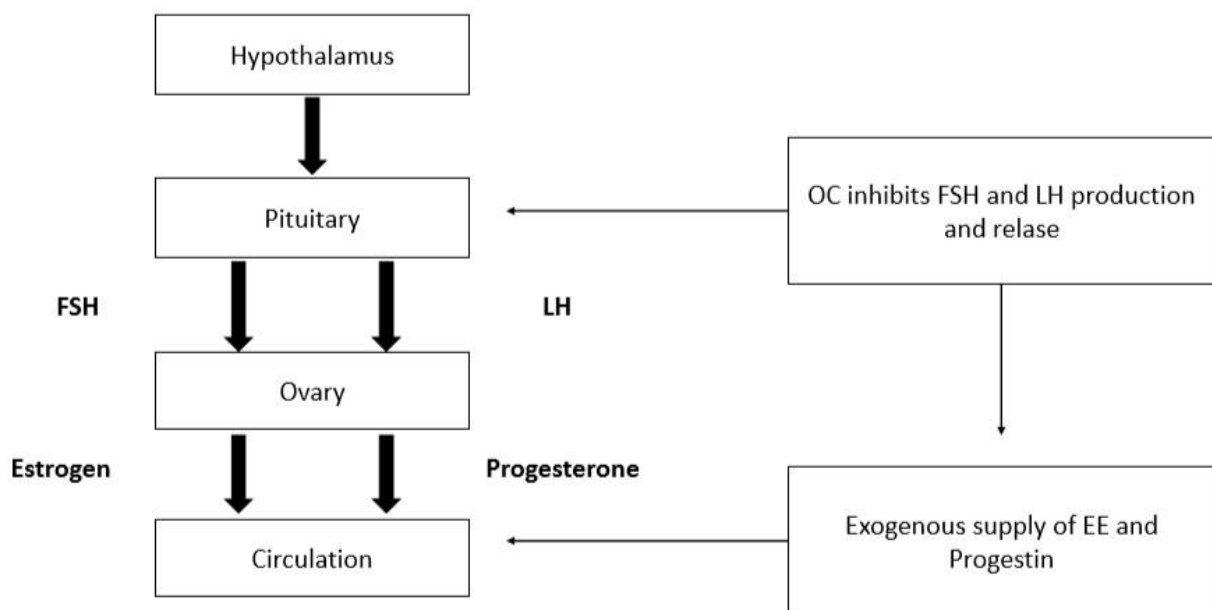 Hypothalamus
Pituitary
OC inhibits FSH and LH production
and relase
FSH
LH
Ovary
Estrogen
Progesterone
Circulation
Exogenous supply of EE and
Progestin